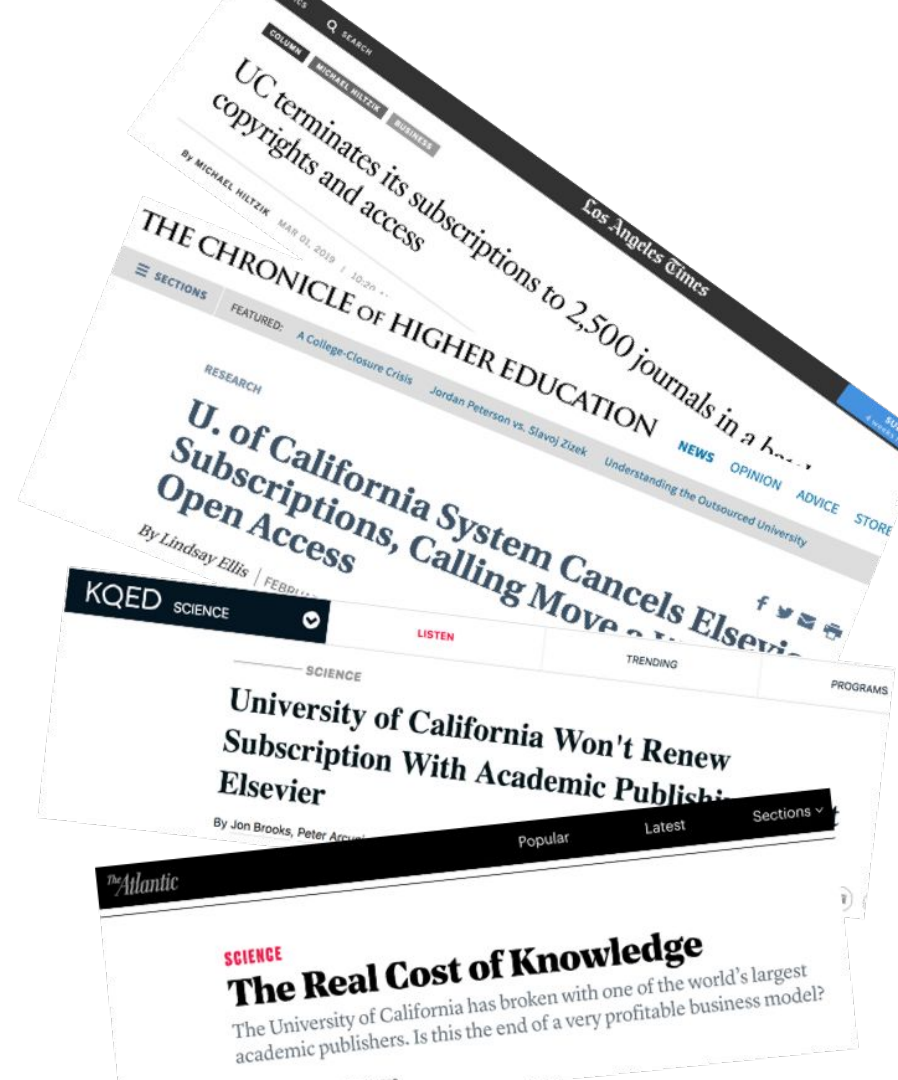 SEARCH
COLUMN
MICHAEL HILTZIK
BUSINESS
UC terminates its subscriptions to 2,500 journals in a
copyrights and access
By MICHAEL HILTZIK
MAR 01, 2019 |
Los Angeles Times
THE CHRONICLE OF HIGHER EDUCATION
SECTIONS
FEATURED: A College-Closure Crisis Jordan Peterson vs. Slavoj Zizek Understanding the Outsourced University
NEWS OPINION ADVICE STORE
RESEARCH
U. of California System Cancels
Subscriptions, Calling Move a
Open Access
By Lindsay Ellis |
KQED SCIENCE
LISTEN
TRENDING
PROGRAMS
SCIENCE
University of California Won't Renew
Subscription With Academic
Elsevier
By Jon Brooks, Peter
The Atlantic
Popular Latest Sections
SCIENCE
The Real Cost of Knowledge
The University of California has broken with one of the world's largest
academic publishers. Is this the end of a very profitable business model?